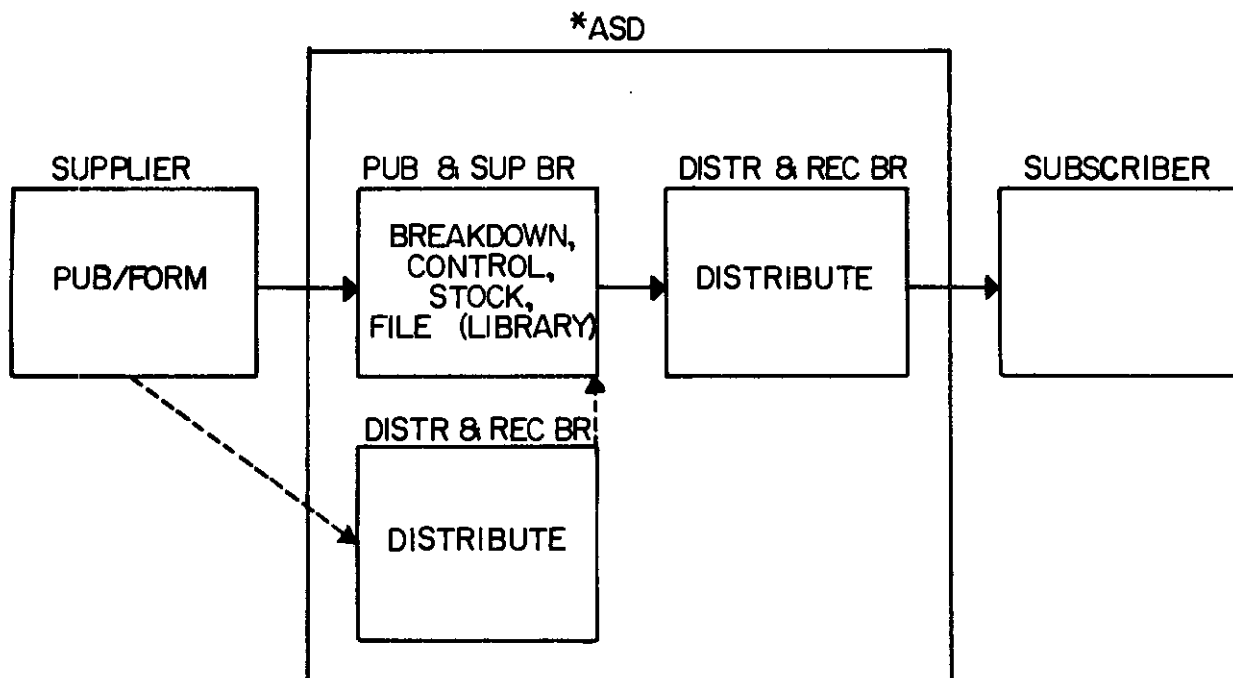 *ASD
SUPPLIER
PUB/FORM
PUB & SUP BR
BREAKDOWN,
CONTROL,
STOCK,
FILE (LIBRARY)
DISTR & REC BR
DISTRIBUTE
SUBSCRIBER
DISTR & REC BR
DISTRIBUTE